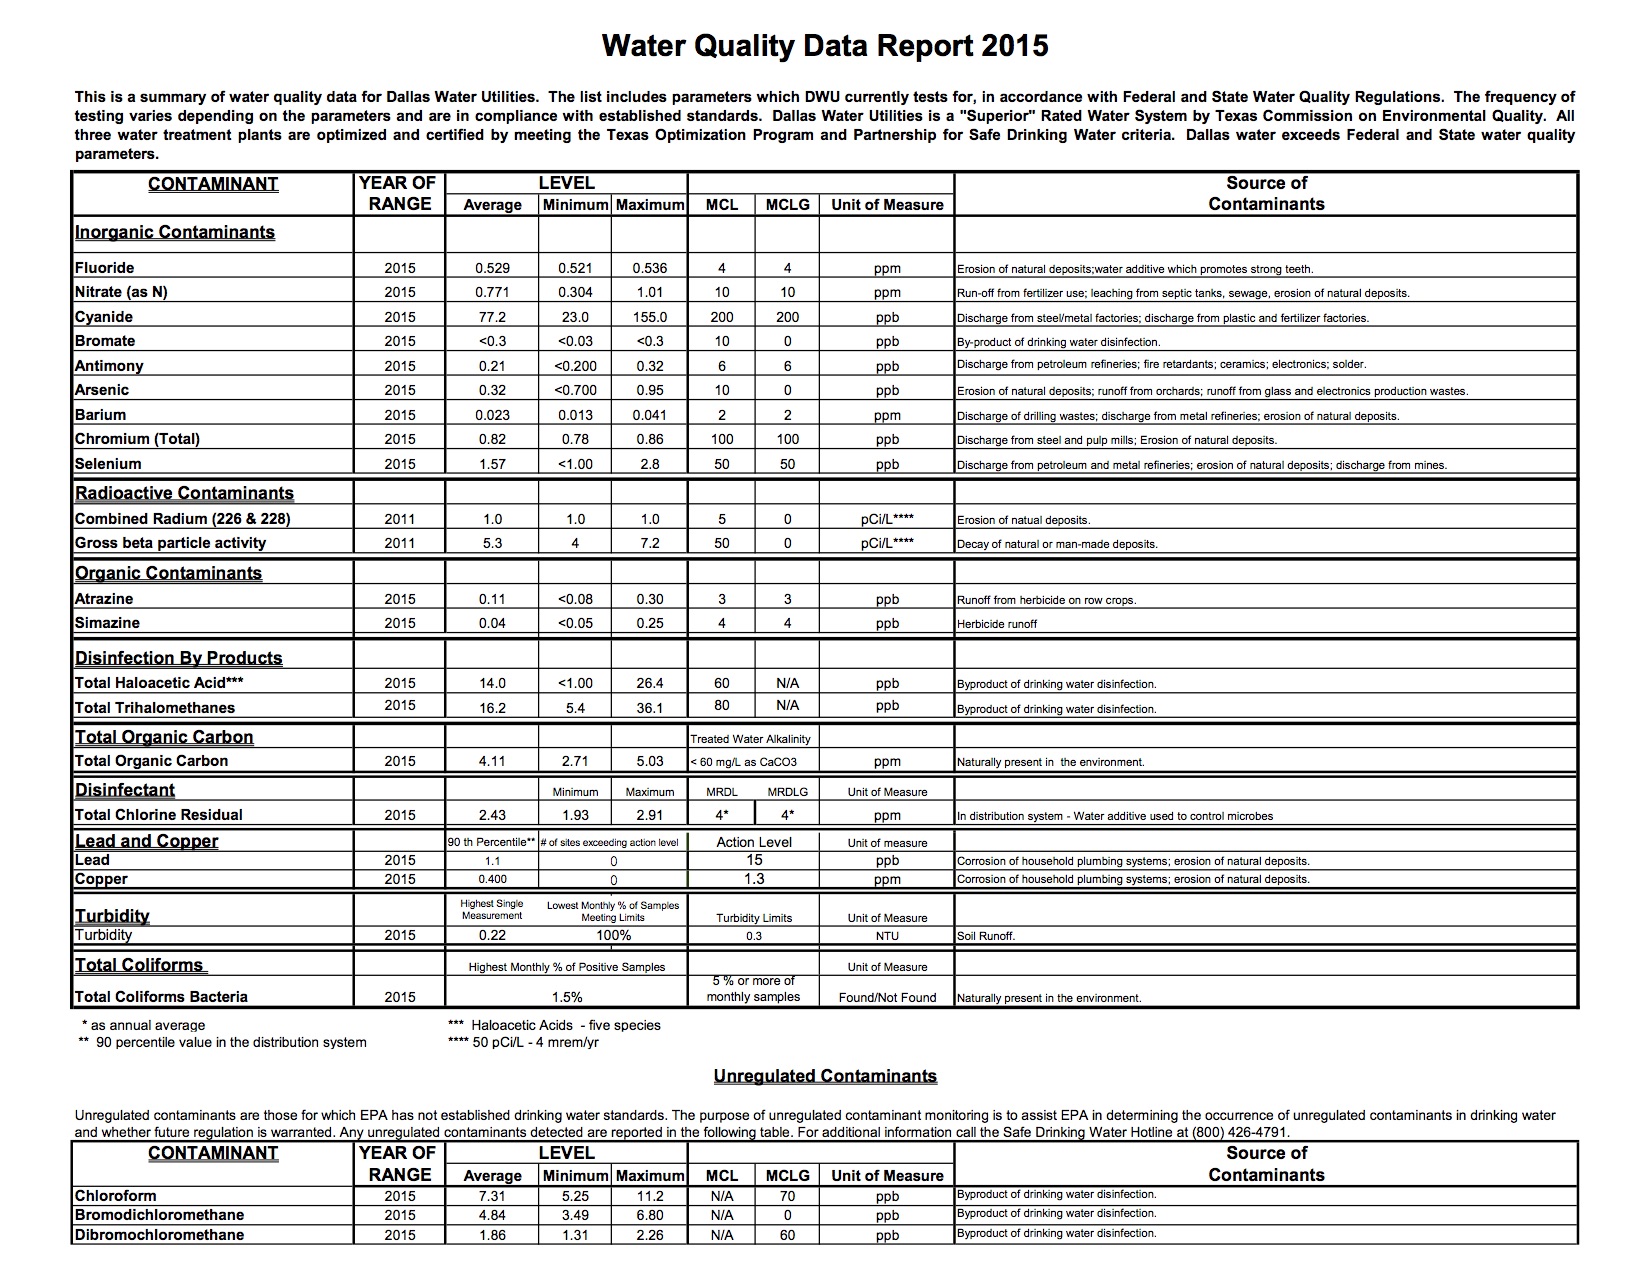 Water Quality Data Report 2015
This is a summary of water quality data for Dallas Water Utilities. The list includes parameters which DWU currently tests for, in accordance with Federal and State Water Quality Regulations. The frequency of
testing varies depending on the parameters and are in compliance with established standards. Dallas Water Utilities is a "Superior" Rated Water System by Texas Commission on Environmental Quality. All
three water treatment plants are optimized and certified by meeting the Texas Optimization Program and Partnership for Safe Drinking Water criteria. Dallas water exceeds Federal and State water quality
parameters.
CONTAMINANT YEAR OF LEVEL Source of
RANGE Average Minimum Maximum MCL MCLG Unit of Measure Contaminants
Inorganic Contaminants
Fluoride 2015 0.529 0.521 0.536 4 4 ppm Erosion of natural deposits;water additive which promotes strong teeth.
Nitrate (as N) 2015 0.771 0.304 1.01 10 10 ppm Run-off from fertilizer use; leaching from septic tanks, sewage, erosion of natural deposits.
Cyanide 2015 77.2 23.0 155.0 200 200 ppb Discharge from steel/metal factories; discharge from plastic and fertilizer factories.
Bromate 2015 <0.3 <0.03 <0.3 10 0 ppb By-product of drinking water disinfection.
Antimony 2015 0.21 <0.200 0.32 6 6 ppb Discharge from petroleum refineries; fire retardants; ceramics; electronics; solder.
Arsenic 2015 0.32 <0.700 0.95 10 0 ppb Erosion of natural deposits; runoff from orchards; runoff from glass and electronics production wastes.
Barium 2015 0.023 0.013 0.041 2 2 ppm Discharge of drilling wastes; discharge from metal refineries; erosion of natural deposits.
Chromium (Total) 2015 0.82 0.78 0.86 100 100 ppb Discharge from steel and pulp mills; Erosion of natural deposits.
Selenium 2015 1.57 <1.00 2.8 50 50 ppb Discharge from petroleum and metal refineries; erosion of natural deposits; discharge from mines.
Radioactive Contaminants
Combined Radium (226 & 228) 2011 1.0 1.0 1.0 5 0 pCi/L**** Erosion of natual deposits.
Gross beta particle activity 2011 5.3 4 7.2 50 0 pCi/L**** Decay of natural or man-made deposits.
Organic Contaminants
Atrazine 2015 0.11 <0.08 0.30 3 3 ppb Runoff from herbicide on row crops.
Simazine 2015 0.04 <0.05 0.25 4 4 ppb Herbicide runoff
Disinfection By Products
Total Haloacetic Acid*** 2015 14.0 <1.00 26.4 60 N/A ppb Byproduct of drinking water disinfection.
Total Trihalomethanes 2015 16.2 5.4 36.1 80 N/A ppb Byproduct of drinking water disinfection.
Total Organic Carbon Treated Water Alkalinity
Total Organic Carbon 2015 4.11 2.71 5.03 < 60 mg/L as CaCO3 ppm Naturally present in the environment.
Disinfectant Minimum Maximum MRDL MRDLG Unit of Measure
Total Chlorine Residual 2015 2.43 1.93 2.91 4* 4* ppm In distribution system - Water additive used to control microbes
Lead and Copper 90 th Percentile** # of sites exceeding action level Action Level Unit of measure
Lead 2015 1.1 0 15 ppb Corrosion of household plumbing systems; erosion of natural deposits.
Copper 2015 0.400 0 1.3 ppm Corrosion of household plumbing systems; erosion of natural deposits.
Highest Single Lowest Monthly % of Samples
Turbidity Measurement Meeting Limits Turbidity Limits Unit of Measure
Turbidity 2015 0.22 100% 0.3 NTU Soil Runoff.
Total Coliforms Highest Monthly % of Positive Samples Unit of Measure
5 % or more of
Total Coliforms Bacteria 2015 1.5% monthly samples Found/Not Found Naturally present in the environment.
* as annual average *** Haloacetic Acids - five species
** 90 percentile value in the distribution system **** 50 pCi/L - 4 mrem/yr
Unregulated Contaminants
Unregulated contaminants are those for which EPA has not established drinking water standards. The purpose of unregulated contaminant monitoring is to assist EPA in determining the occurrence of unregulated contaminants in drinking water
and whether future regulation is warranted. Any unregulated contaminants detected are reported in the following table. For additional information call the Safe Drinking Water Hotline at (800) 426-4791.
CONTAMINANT YEAR OF LEVEL Source of
RANGE Average Minimum Maximum MCL MCLG Unit of Measure Contaminants
Chloroform 2015 7.31 5.25 11.2 N/A 70 ppb Byproduct of drinking water disinfection.
Bromodichloromethane 2015 4.84 3.49 6.80 N/A 0 ppb Byproduct of drinking water disinfection.
Dibromochloromethane 2015 1.86 1.31 2.26 N/A 60 ppb Byproduct of drinking water disinfection.